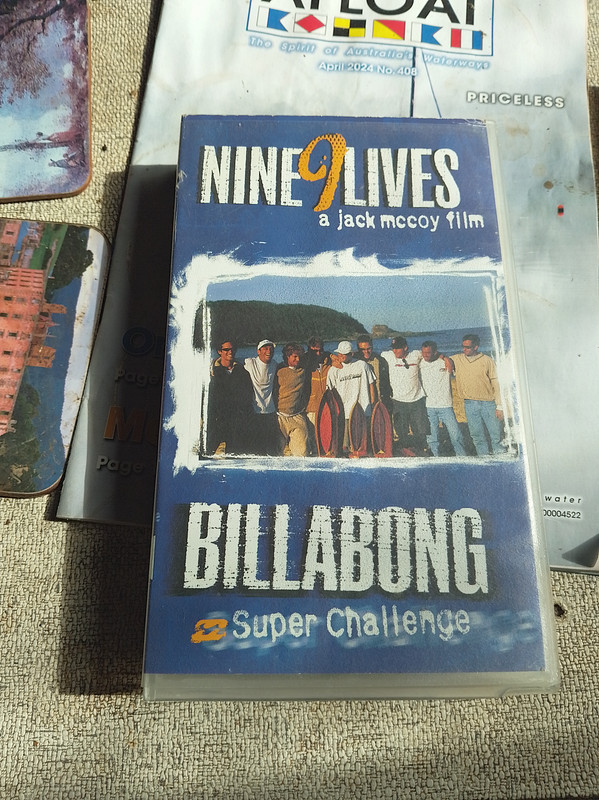 AFLOAT
The Spirit of Australia's Waterways
April 2024 No. 408
PRICELESS
NINE 9 LIVES
a jack mccoy film
BILLABONG
Super Challenge
Page
Page
water
00004522